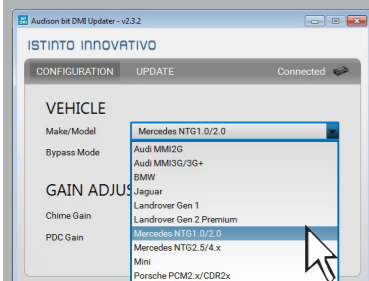 Audison bit DMI Updater - v2.3.2
ISTINTO INNOVATIVO
CONFIGURATION UPDATE Connected
VEHICLE
Make/Model Mercedes NTG1.0/2.0
Bypass Mode
Audi MMI2G
Audi MMI3G/3G+
BMW
Jaguar
Landrover Gen 1
Landrover Gen 2 Premium
Mercedes NTG1.0/2.0
Mercedes NTG2.5/4.x
Mini
Porsche PCM2.x/CDR2x
GAIN ADJUS
Chime Gain
PDC Gain